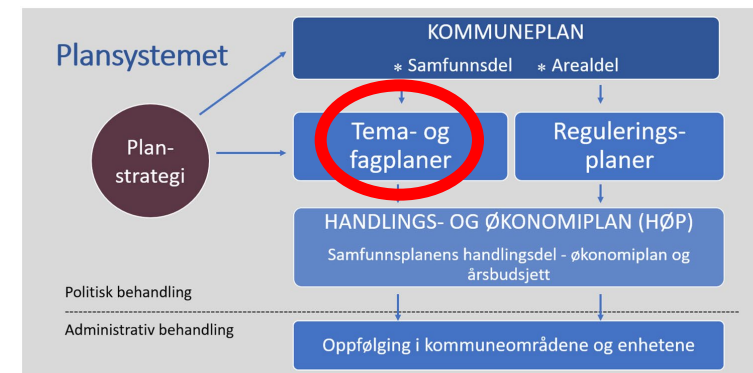 Plansystemet
KOMMUNEPLAN
* Samfunnsdel * Arealdel
Plan-
strategi
Tema- og
fagplaner
Regulerings-
planer
HANDLINGS- OG ØKONOMIPLAN (HØP)
Samfunnsplanens handlingsdel - økonomiplan og
årsbudsjett
Politisk behandling
Administrativ behandling
Oppfølging i kommuneområdene og enhetene